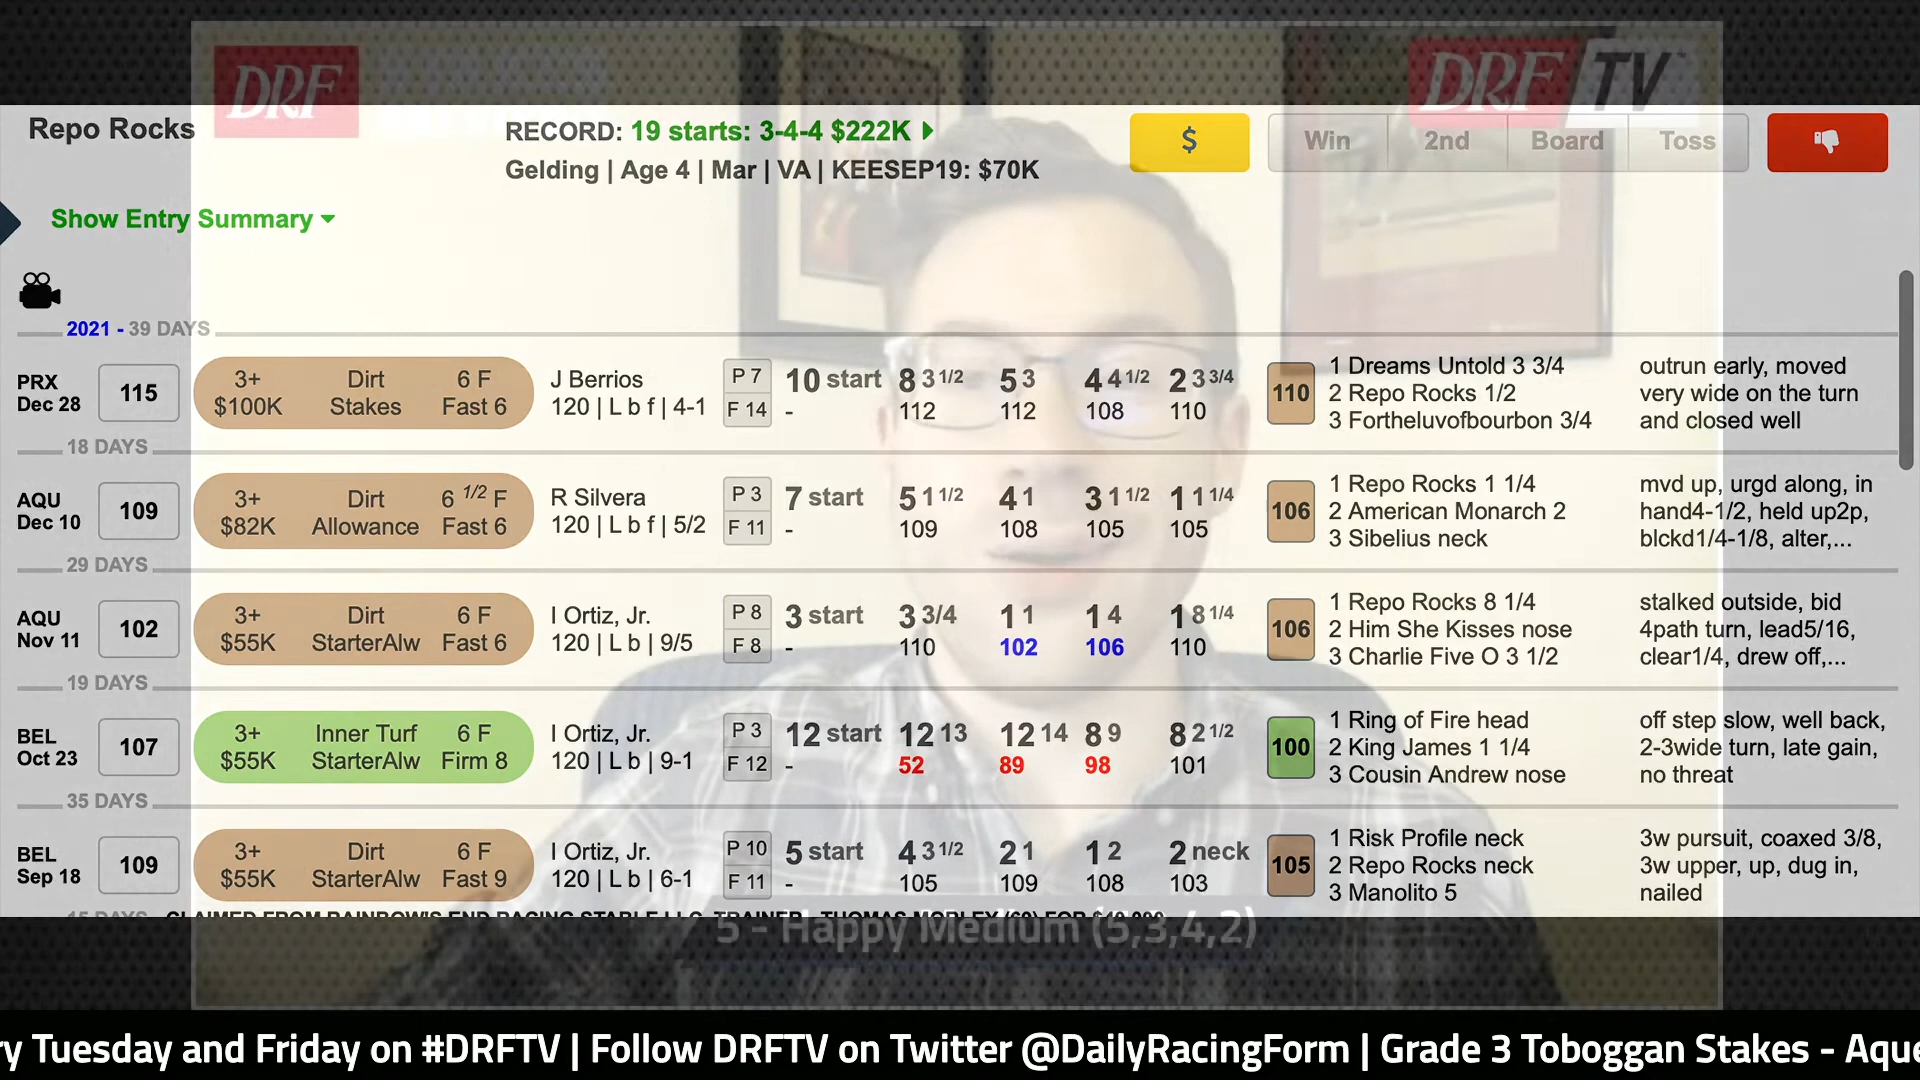 DRF
DRF TV
Repo Rocks
RECORD: 19 starts: 3-4-4 $222K
Gelding | Age 4 | Mar | VA | KEESEP19: $70K
$
Win 2nd Board Toss
Show Entry Summary
2021 - 39 DAYS
PRX Dec 28
115
3+ Dirt 6 F
$100K Stakes Fast 6
J Berrios
120 | L b f | 4-1
P 7
F 14
10 start 8 3 1/2 5 3 4 4 1/2 2 3 3/4
- 112 112 108 110
110
1 Dreams Untold 3 3/4
2 Repo Rocks 1/2
3 Fortheluvofbourbon 3/4
outrun early, moved
very wide on the turn
and closed well
18 DAYS
AQU Dec 10
109
3+ Dirt 6 1/2 F
$82K Allowance Fast 6
R Silvera
120 | L b f | 5/2
P 3
F 11
7 start 5 1 1/2 4 1 3 1 1/2 1 1 1/4
- 109 108 105 105
106
1 Repo Rocks 1 1/4
2 American Monarch 2
3 Sibelius neck
mvd up, urgd along, in
hand4-1/2, held up2p,
blckd1/4-1/8, alter,...
29 DAYS
AQU Nov 11
102
3+ Dirt 6 F
$55K StarterAlw Fast 6
I Ortiz, Jr.
120 | L b | 9/5
P 8
F 8
3 start 3 3/4 1 1 1 4 1 8 1/4
- 110 102 106 110
106
1 Repo Rocks 8 1/4
2 Him She Kisses nose
3 Charlie Five O 3 1/2
stalked outside, bid
4path turn, lead5/16,
clear1/4, drew off,...
19 DAYS
BEL Oct 23
107
3+ Inner Turf 6 F
$55K StarterAlw Firm 8
I Ortiz, Jr.
120 | L b | 9-1
P 3
F 12
12 start 12 13 12 14 8 9 8 2 1/2
- 52 89 98 101
100
1 Ring of Fire head
2 King James 1 1/4
3 Cousin Andrew nose
off step slow, well back,
2-3wide turn, late gain,
no threat
35 DAYS
BEL Sep 18
109
3+ Dirt 6 F
$55K StarterAlw Fast 9
I Ortiz, Jr.
120 | L b | 6-1
P 10
F 11
5 start 4 3 1/2 2 1 1 2 2 neck
- 105 109 108 103
105
1 Risk Profile neck
2 Repo Rocks neck
3 Manolito 5
3w pursuit, coaxed 3/8,
3w upper, up, dug in,
nailed
15 DAYS CLAIMED FROM RAINBOW'S END RACING STABLE LLC, TRAINER - THOMAS MORLEY (60) FOR $40,000
5 - Happy Medium (5,3,4,2)
ry Tuesday and Friday on #DRFTV | Follow DRFTV on Twitter @DailyRacingForm | Grade 3 Toboggan Stakes - Aque